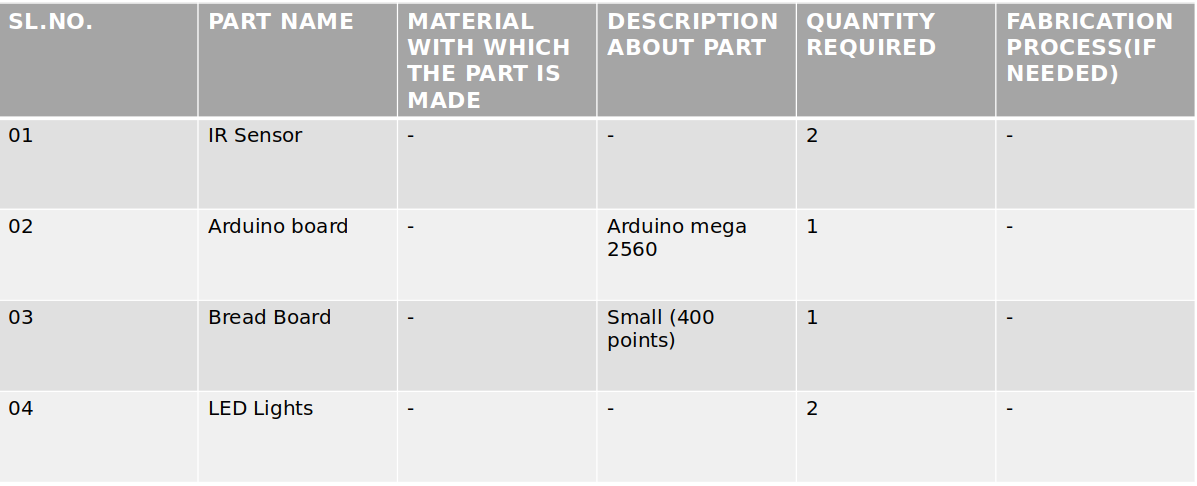 SL.NO. PART NAME MATERIAL WITH WHICH THE PART IS MADE DESCRIPTION ABOUT PART QUANTITY REQUIRED FABRICATION PROCESS(IF NEEDED)
01 IR Sensor - - 2 -
02 Arduino board - Arduino mega 2560 1 -
03 Bread Board - Small (400 points) 1 -
04 LED Lights - - 2 -